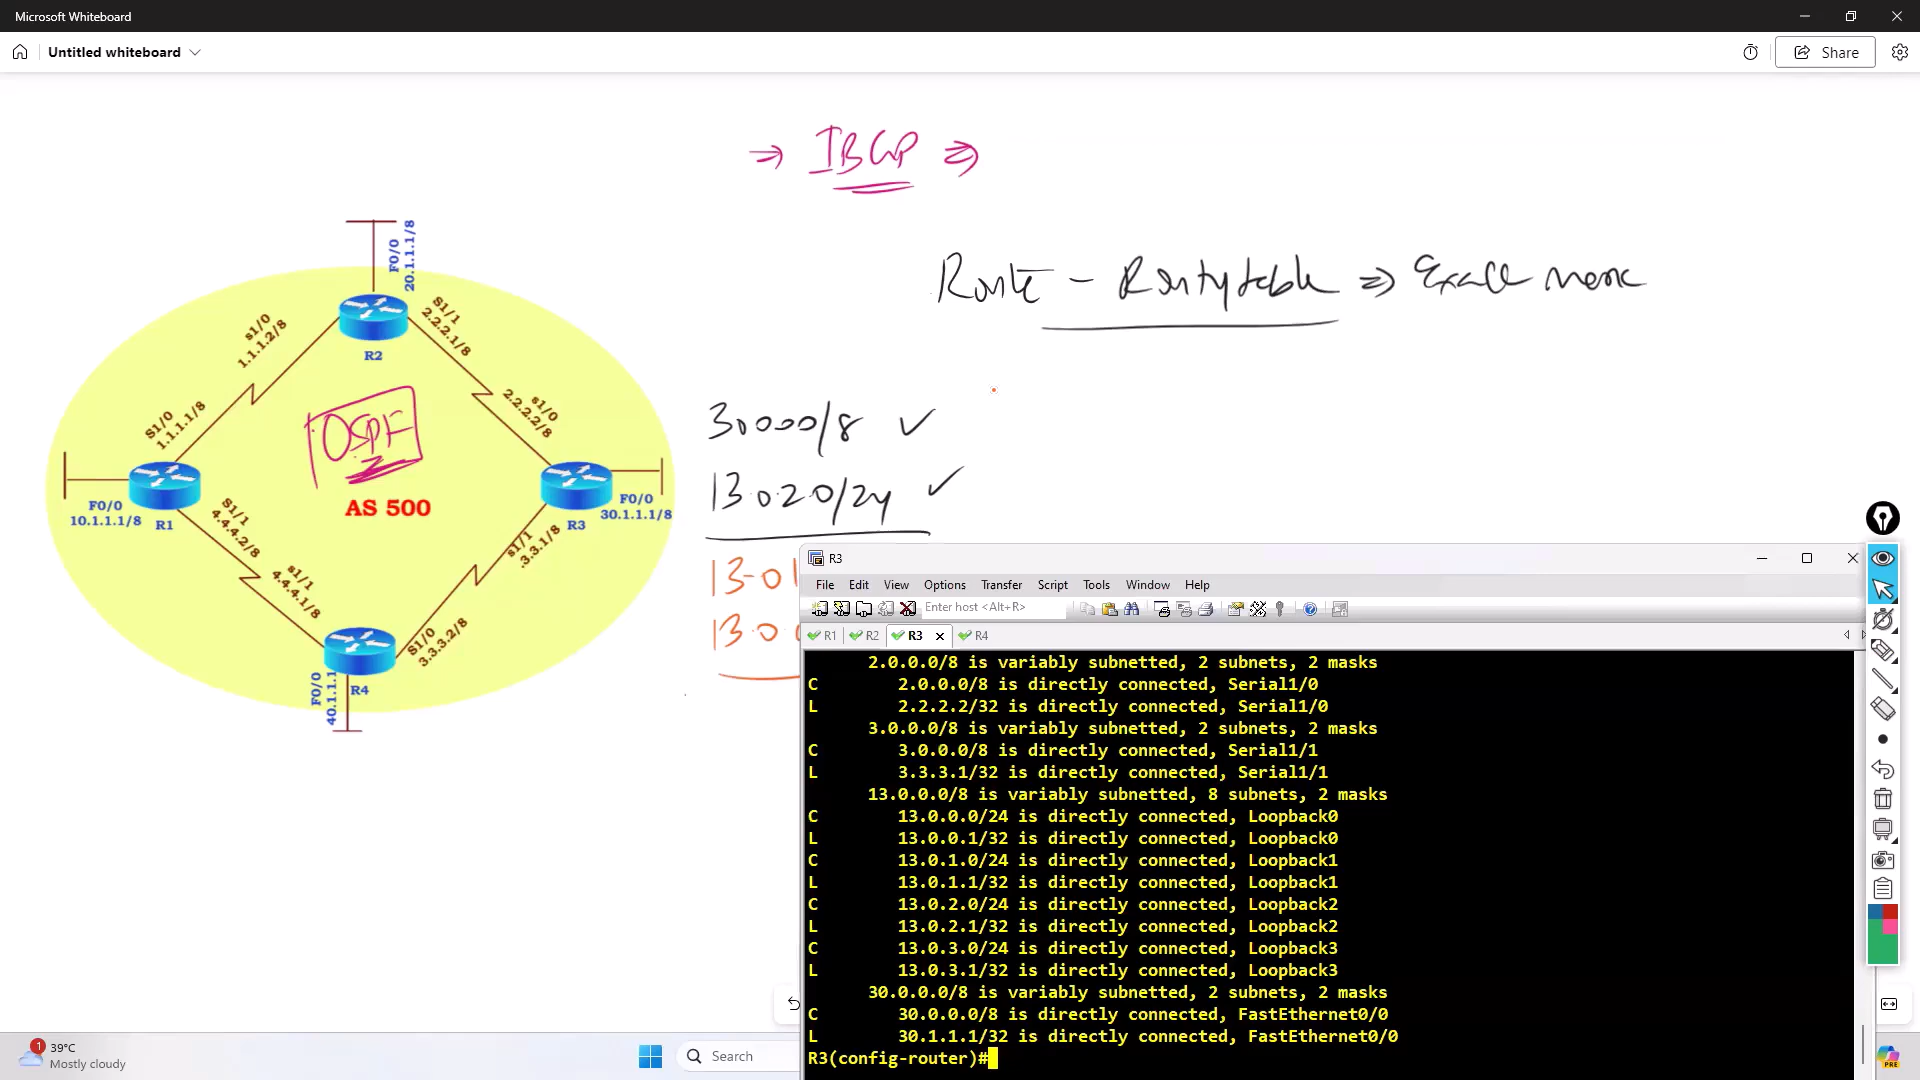 Microsoft Whiteboard
Untitled whiteboard
Share
⇒ IBGP ⇒
Route - Routing table ⇒ Exact
F0/0
20.1.1.1/8
s1/0
1.1.1.2/8
S1/1
2.2.2.1/8
R2
S1/0
1.1.1.1/8
s1/0
2.2.2.2/8
OSPF
AS 500
F0/0
10.1.1.1/8
R1
R3
F0/0
30.1.1.1/8
S1/1
4.4.4.2/8
s1/1
4.4.4.1/8
s1/1
.3.3.1/8
S1/0
3.3.3.2/8
R4
F0/0
40.1.1.1
30000/8 ✓
13.0.2.0/24 ✓
13.01
13.0
R3
File Edit View Options Transfer Script Tools Window Help
Enter host <Alt+R>
R1 R2 R3 R4
2.0.0.0/8 is variably subnetted, 2 subnets, 2 masks
C 2.0.0.0/8 is directly connected, Serial1/0
L 2.2.2.2/32 is directly connected, Serial1/0
3.0.0.0/8 is variably subnetted, 2 subnets, 2 masks
C 3.0.0.0/8 is directly connected, Serial1/1
L 3.3.3.1/32 is directly connected, Serial1/1
13.0.0.0/8 is variably subnetted, 8 subnets, 2 masks
C 13.0.0.0/24 is directly connected, Loopback0
L 13.0.0.1/32 is directly connected, Loopback0
C 13.0.1.0/24 is directly connected, Loopback1
L 13.0.1.1/32 is directly connected, Loopback1
C 13.0.2.0/24 is directly connected, Loopback2
L 13.0.2.1/32 is directly connected, Loopback2
C 13.0.3.0/24 is directly connected, Loopback3
L 13.0.3.1/32 is directly connected, Loopback3
30.0.0.0/8 is variably subnetted, 2 subnets, 2 masks
C 30.0.0.0/8 is directly connected, FastEthernet0/0
L 30.1.1.1/32 is directly connected, FastEthernet0/0
R3(config-router)#
1
39°C
Mostly cloudy
Search
PRE